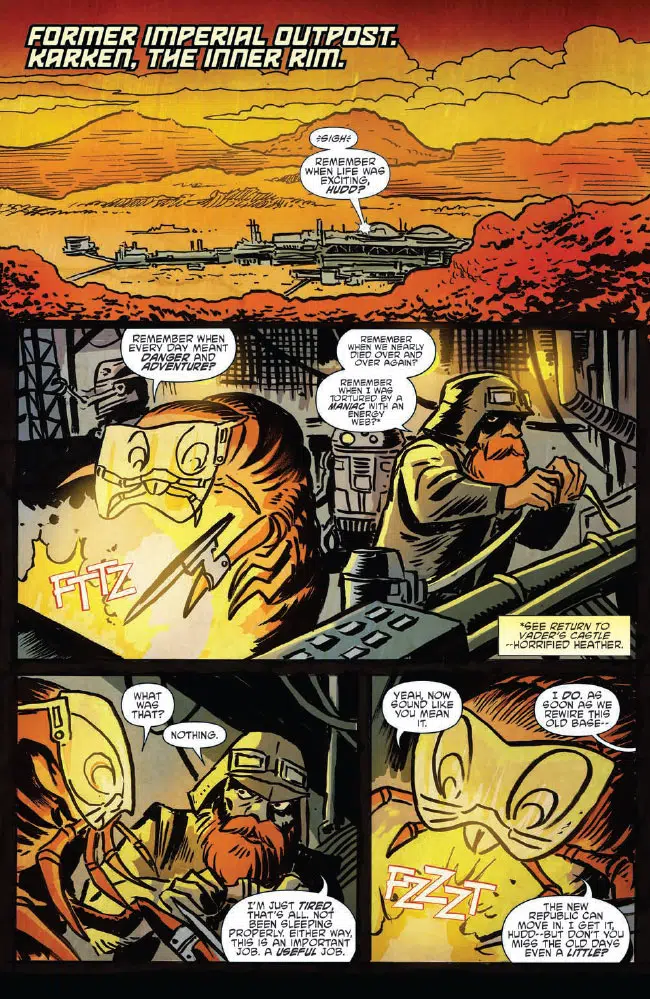 FORMER IMPERIAL OUTPOST.
KARKEN, THE INNER RIM.
÷SIGH÷
REMEMBER
WHEN LIFE WAS
EXCITING,
HUDD?
REMEMBER WHEN
EVERY DAY MEANT
DANGER AND
ADVENTURE?
REMEMBER
WHEN WE NEARLY
DIED OVER AND
OVER AGAIN?
REMEMBER
WHEN I WAS
TORTURED BY A
MANIAC WITH AN
ENERGY
WEB?*
FTTZ
*SEE RETURN TO
VADER'S CASTLE
--HORRIFIED HEATHER.
WHAT
WAS
THAT?
NOTHING.
I'M JUST TIRED,
THAT'S ALL. NOT
BEEN SLEEPING
PROPERLY. EITHER WAY,
THIS IS AN IMPORTANT
JOB. A USEFUL JOB.
YEAH, NOW
SOUND LIKE
YOU MEAN
IT.
I DO. AS
SOON AS WE
REWIRE THIS
OLD BASE--
FZZZT
THE NEW
REPUBLIC CAN
MOVE IN. I GET IT,
HUDD--BUT DON'T YOU
MISS THE OLD DAYS
EVEN A LITTLE?